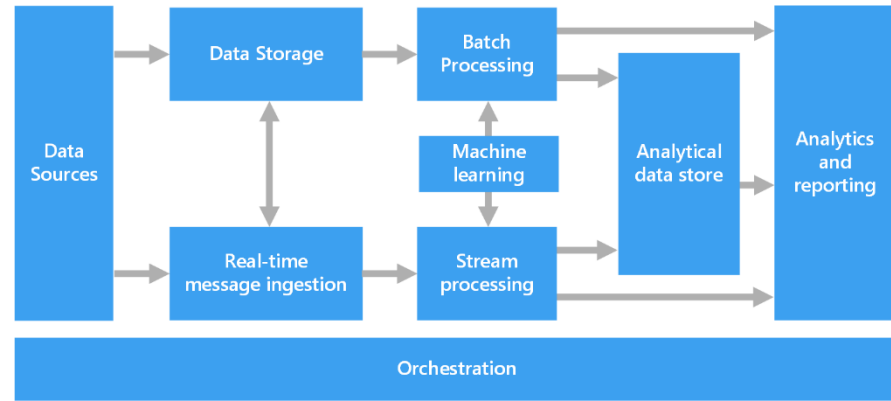 Data
Sources
Data Storage
Real-time
message ingestion
Batch
Processing
Machine
learning
Stream
processing
Analytical
data store
Analytics
and
reporting
Orchestration